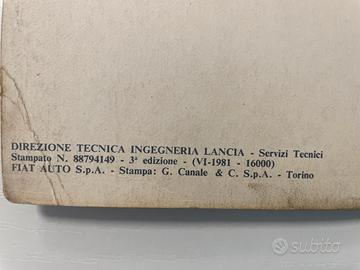 DIREZIONE TECNICA INGEGNERIA LANCIA - Servizi Tecnici
Stampato N. 88794149 - 3ª edizione - (VI-1981 - 16000)
FIAT AUTO S.p.A. - Stampa: G. Canale & C. S.p.A. - Torino
subito